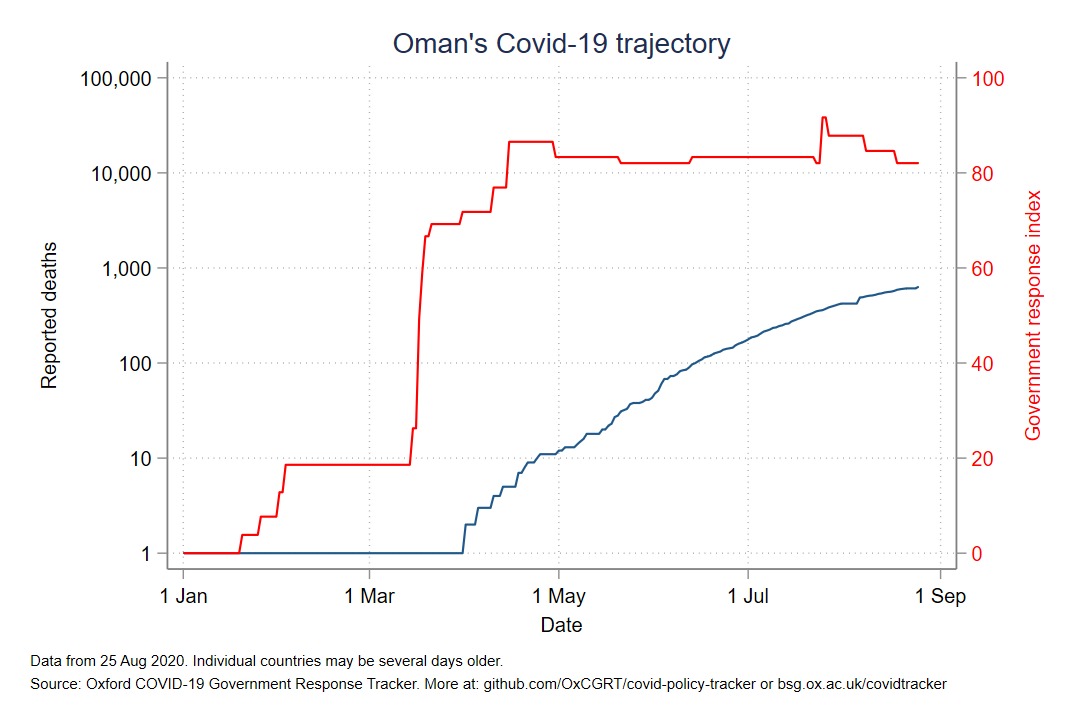 Oman's Covid-19 trajectory
100,000
10,000
1,000
100
10
1
Reported deaths
100
80
60
40
20
0
Government response index
1 Jan
1 Mar
1 May
1 Jul
1 Sep
Date
Data from 25 Aug 2020. Individual countries may be several days older.
Source: Oxford COVID-19 Government Response Tracker. More at: github.com/OxCGRT/covid-policy-tracker or bsg.ox.ac.uk/covidtracker